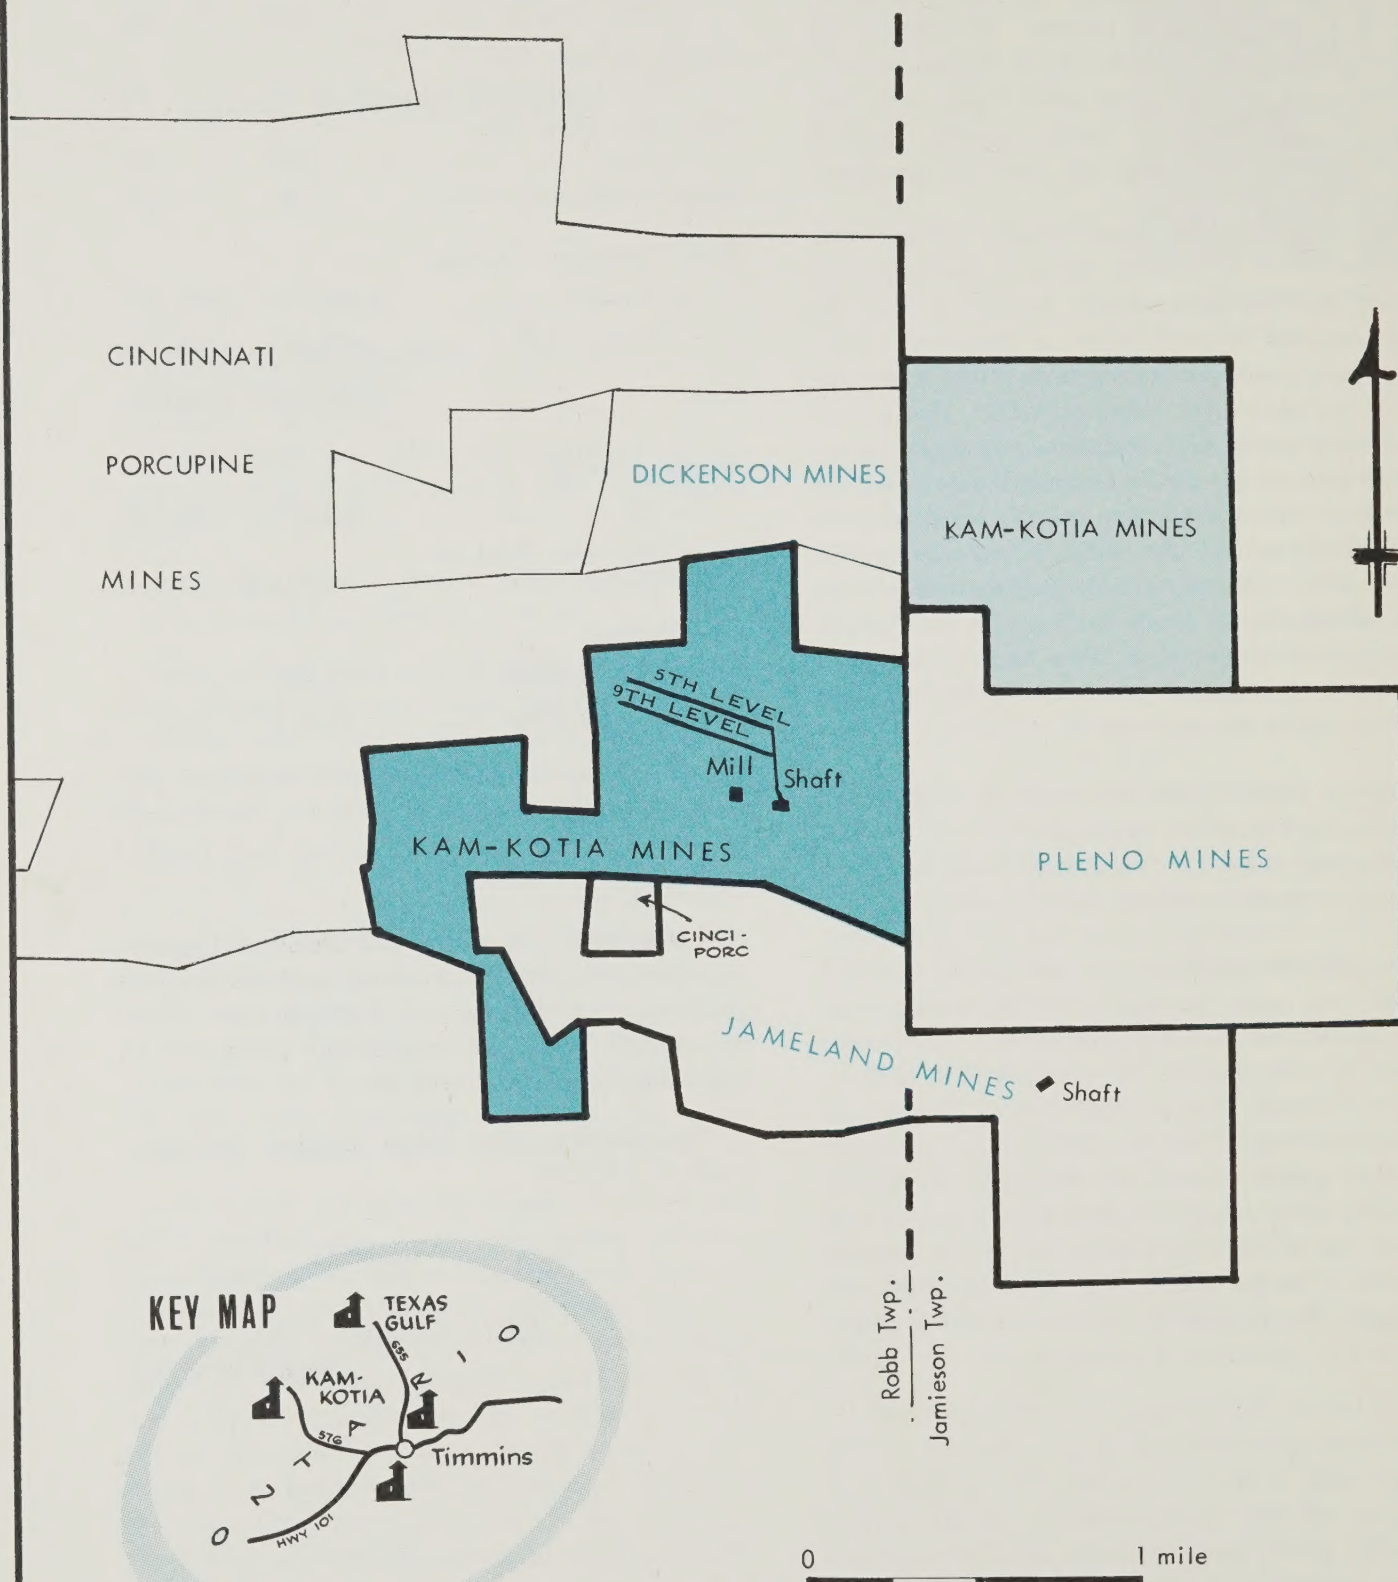 CINCINNATI
PORCUPINE
MINES
DICKENSON MINES
KAM-KOTIA MINES
5TH LEVEL
9TH LEVEL
Mill
Shaft
KAM-KOTIA MINES
PLENO MINES
CINCI-
PORC
JAMELAND MINES
Shaft
Robb Twp.
Jamieson Twp.
KEY MAP
TEXAS
GULF
655
KAM-
KOTIA
576
Timmins
HWY 101
ONTARIO
0
1 mile